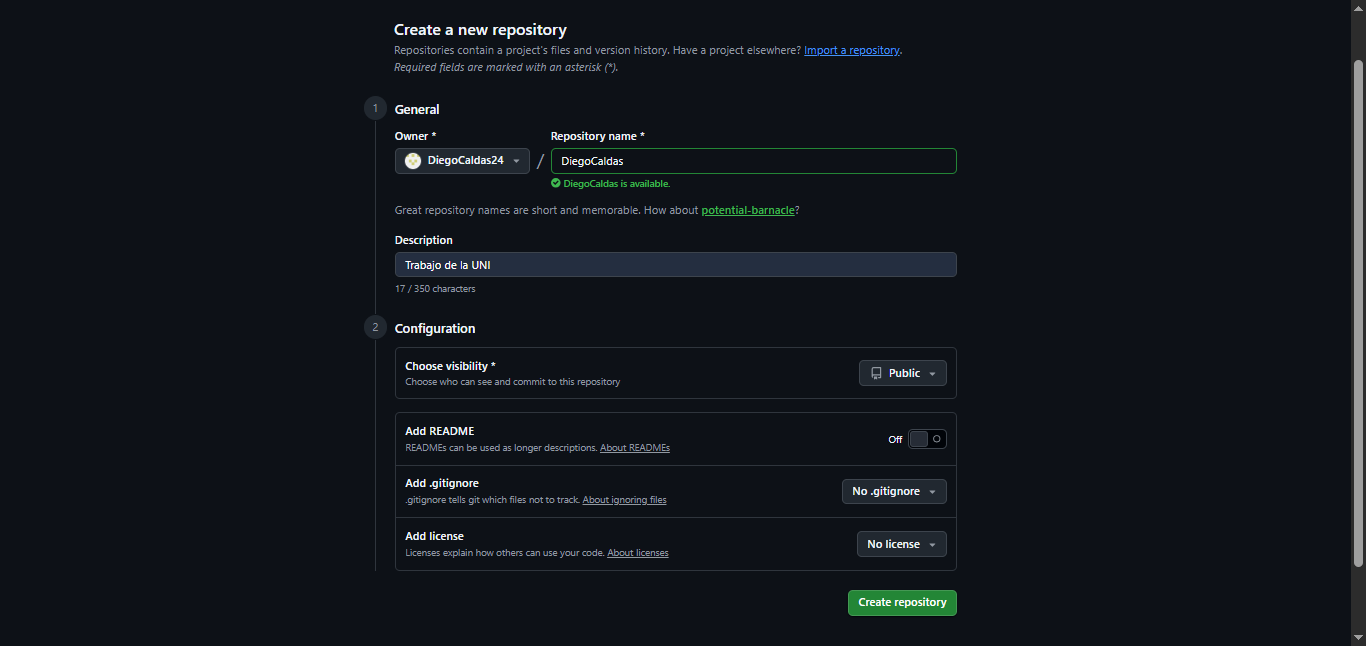 Create a new repository
Repositories contain a project's files and version history. Have a project elsewhere? Import a repository.
Required fields are marked with an asterisk (*).
1
General
Owner *
Repository name *
DiegoCaldas24
/
DiegoCaldas
DiegoCaldas is available.
Great repository names are short and memorable. How about potential-barnacle?
Description
Trabajo de la UNI
17 / 350 characters
2
Configuration
Choose visibility *
Choose who can see and commit to this repository
Public
Add README
READMEs can be used as longer descriptions. About READMEs
Off
Add .gitignore
.gitignore tells git which files not to track. About ignoring files
No .gitignore
Add license
Licenses explain how others can use your code. About licenses
No license
Create repository